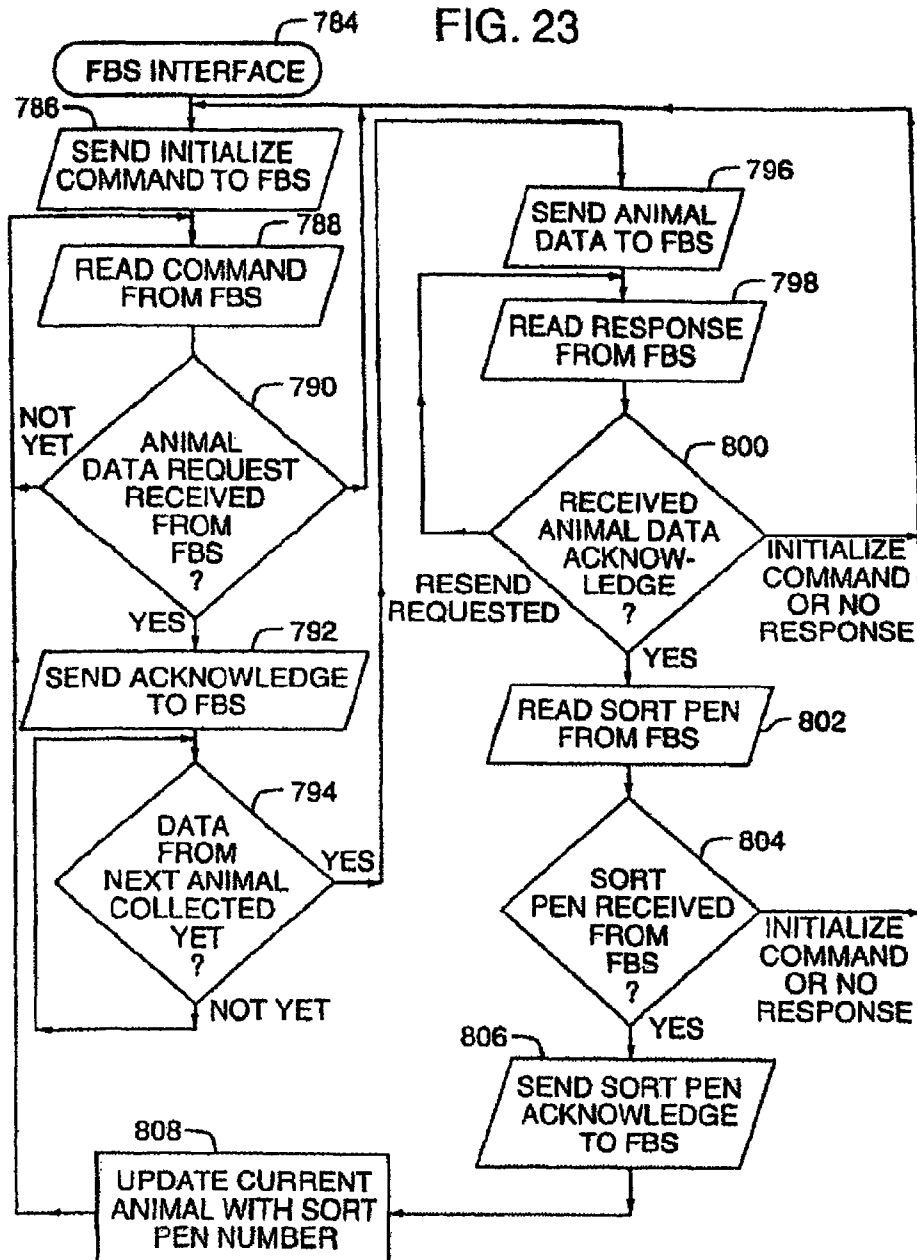 FIG. 23
784
FBS INTERFACE
786
SEND INITIALIZE
COMMAND TO FBS
788
READ COMMAND
FROM FBS
790
NOT
YET
ANIMAL
DATA REQUEST
RECEIVED
FROM
FBS
?
YES
792
SEND ACKNOWLEDGE
TO FBS
794
DATA
FROM
NEXT ANIMAL
COLLECTED
YET
?
YES
NOT YET
796
SEND ANIMAL
DATA TO FBS
798
READ RESPONSE
FROM FBS
800
RECEIVED
ANIMAL DATA
ACKNOW-
LEDGE
?
RESEND
REQUESTED
INITIALIZE
COMMAND
OR NO
RESPONSE
YES
READ SORT PEN
FROM FBS
802
804
SORT
PEN RECEIVED
FROM
FBS
?
INITIALIZE
COMMAND
OR NO
RESPONSE
YES
806
SEND SORT PEN
ACKNOWLEDGE
TO FBS
808
UPDATE CURRENT
ANIMAL WITH SORT
PEN NUMBER